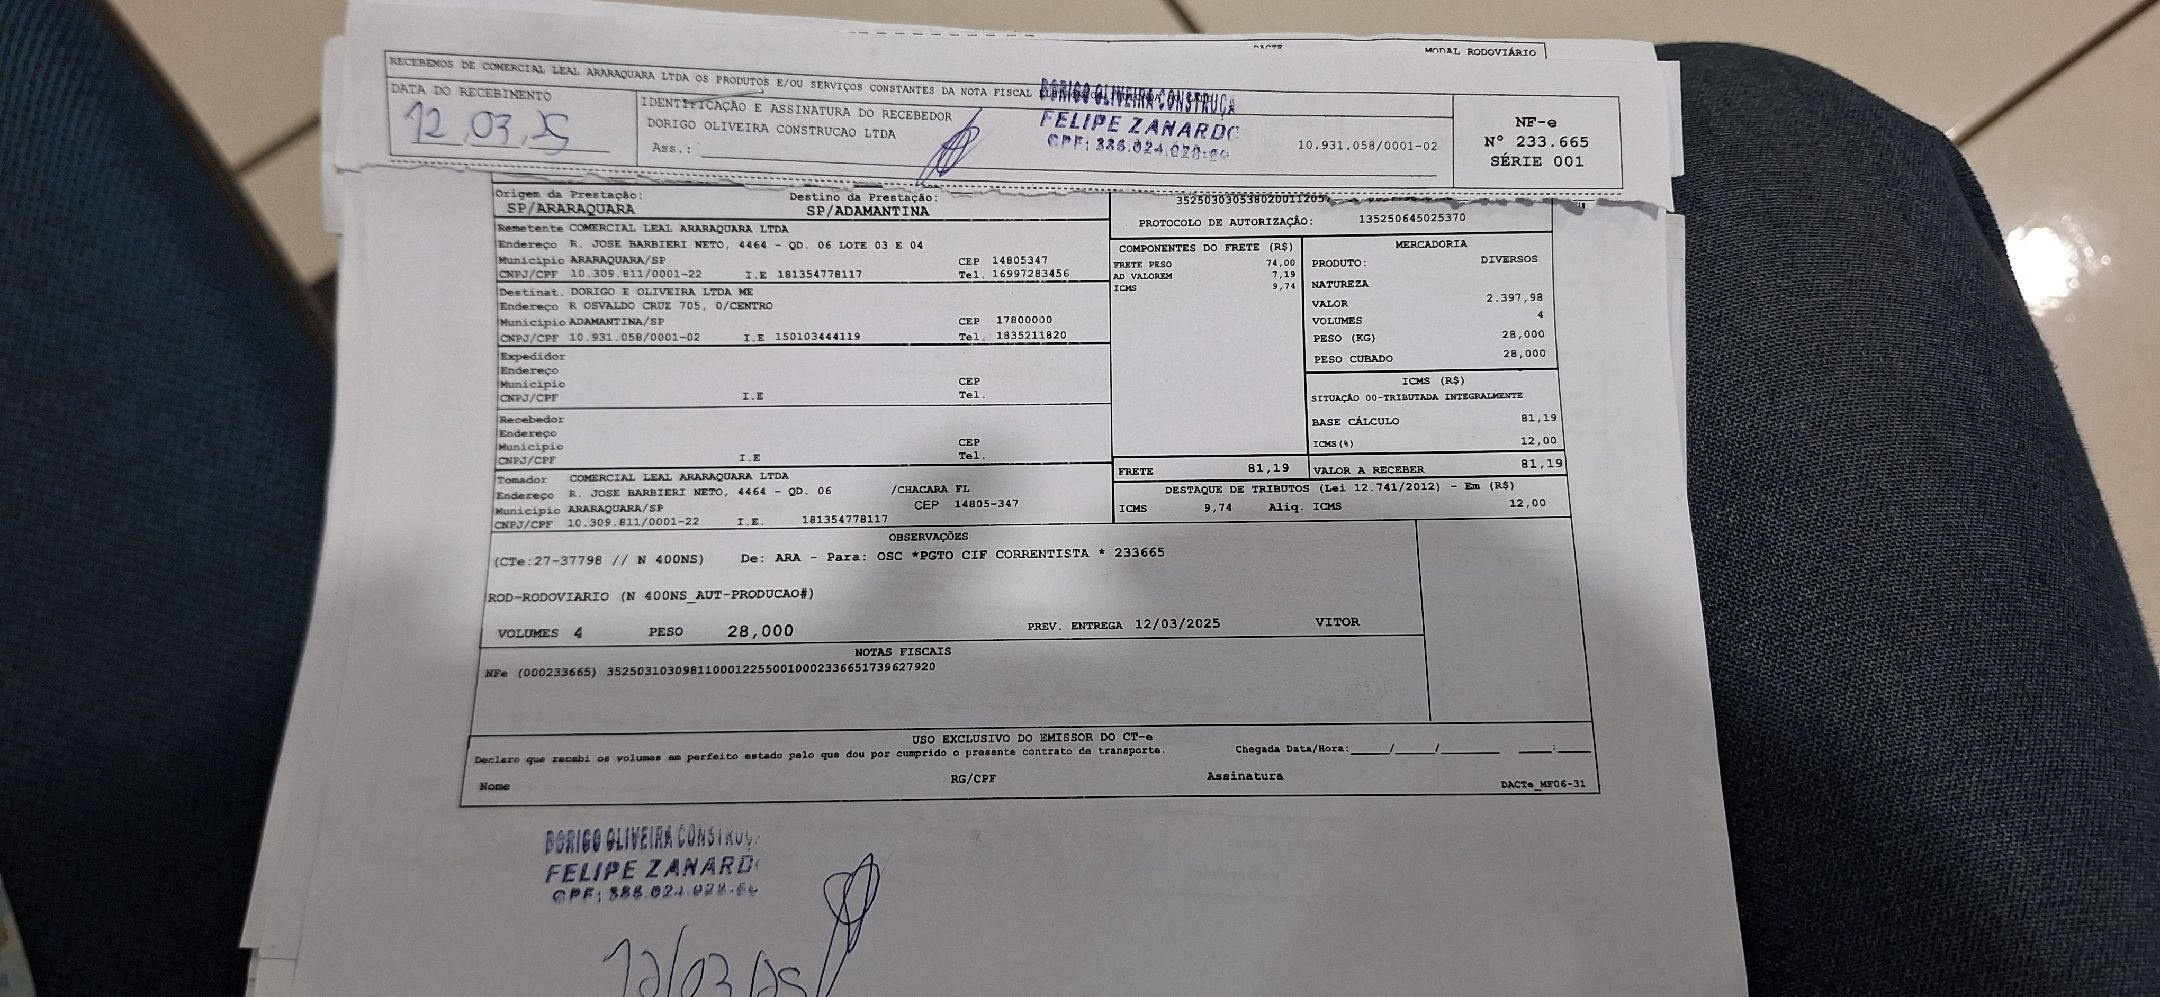 MODAL RODOVIÁRIO
RECEBEMOS DE COMERCIAL LEAL ARARAQUARA LTDA OS PRODUTOS E/OU SERVIÇOS CONSTANTES DA NOTA FISCAL
DATA DO RECEBIMENTO
12,03,25
IDENTIFICAÇÃO E ASSINATURA DO RECEBEDOR
DORIGO OLIVEIRA CONSTRUCAO LTDA
Ass.:
DORIGO OLIVEIRA CONSTRUÇA
FELIPE ZANARDO
CPF:
10.931.058/0001-02
NF-e
Nº 233.665
SÉRIE 001
Origem da Prestação:
SP/ARARAQUARA
Destino da Prestação:
SP/ADAMANTINA
PROTOCOLO DE AUTORIZAÇÃO: 135250645025370
Remetente COMERCIAL LEAL ARARAQUARA LTDA
Endereço R. JOSE BARBIERI NETO, 4464 - QD. 06 LOTE 03 E 04
Município ARARAQUARA/SP CEP 14805347
CNPJ/CPF 10.309.811/0001-22 I.E 181354778117 Tel. 16997283456
Destinat. DORIGO E OLIVEIRA LTDA ME
Endereço R OSVALDO CRUZ 705, 0/CENTRO
Município ADAMANTINA/SP CEP 17800000
CNPJ/CPF 10.931.058/0001-02 I.E 150103444119 Tel. 1835211820
Expedidor
Endereço
Município CEP
CNPJ/CPF I.E Tel.
Recebedor
Endereço
Município CEP
CNPJ/CPF I.E Tel.
Tomador COMERCIAL LEAL ARARAQUARA LTDA
Endereço R. JOSE BARBIERI NETO, 4464 - QD. 06 /CHACARA FL
Município ARARAQUARA/SP CEP 14805-347
CNPJ/CPF 10.309.811/0001-22 I.E. 181354778117
COMPONENTES DO FRETE (R$)
FRETE PESO 74,00
AD VALOREM 7,19
ICMS 9,74
MERCADORIA
PRODUTO: DIVERSOS
NATUREZA
VALOR 2.397,98
VOLUMES 4
PESO (KG) 28,000
PESO CUBADO 28,000
ICMS (R$)
SITUAÇÃO 00-TRIBUTADA INTEGRALMENTE
BASE CÁLCULO 81,19
ICMS(%) 12,00
FRETE 81,19 VALOR A RECEBER 81,19
DESTAQUE DE TRIBUTOS (Lei 12.741/2012) - Em (R$)
ICMS 9,74 Aliq. ICMS 12,00
OBSERVAÇÕES
(CTe:27-37798 // N 400NS) De: ARA - Para: OSC *PGTO CIF CORRENTISTA * 233665
ROD-RODOVIARIO (N 400NS_AUT-PRODUCAO#)
VOLUMES 4 PESO 28,000 PREV. ENTREGA 12/03/2025 VITOR
NOTAS FISCAIS
NFe (000233665) 35250310309811000122550010002336651739627920
USO EXCLUSIVO DO EMISSOR DO CT-e
Declaro que recebi os volumes em perfeito estado pelo que dou por cumprido o presente contrato de transporte. Chegada Data/Hora:____/____/______ ___:___
Nome RG/CPF Assinatura DACTe_MF06-31
DORIGO OLIVEIRA CONSTRUÇ
FELIPE ZANARD
CPF:
12/03/25